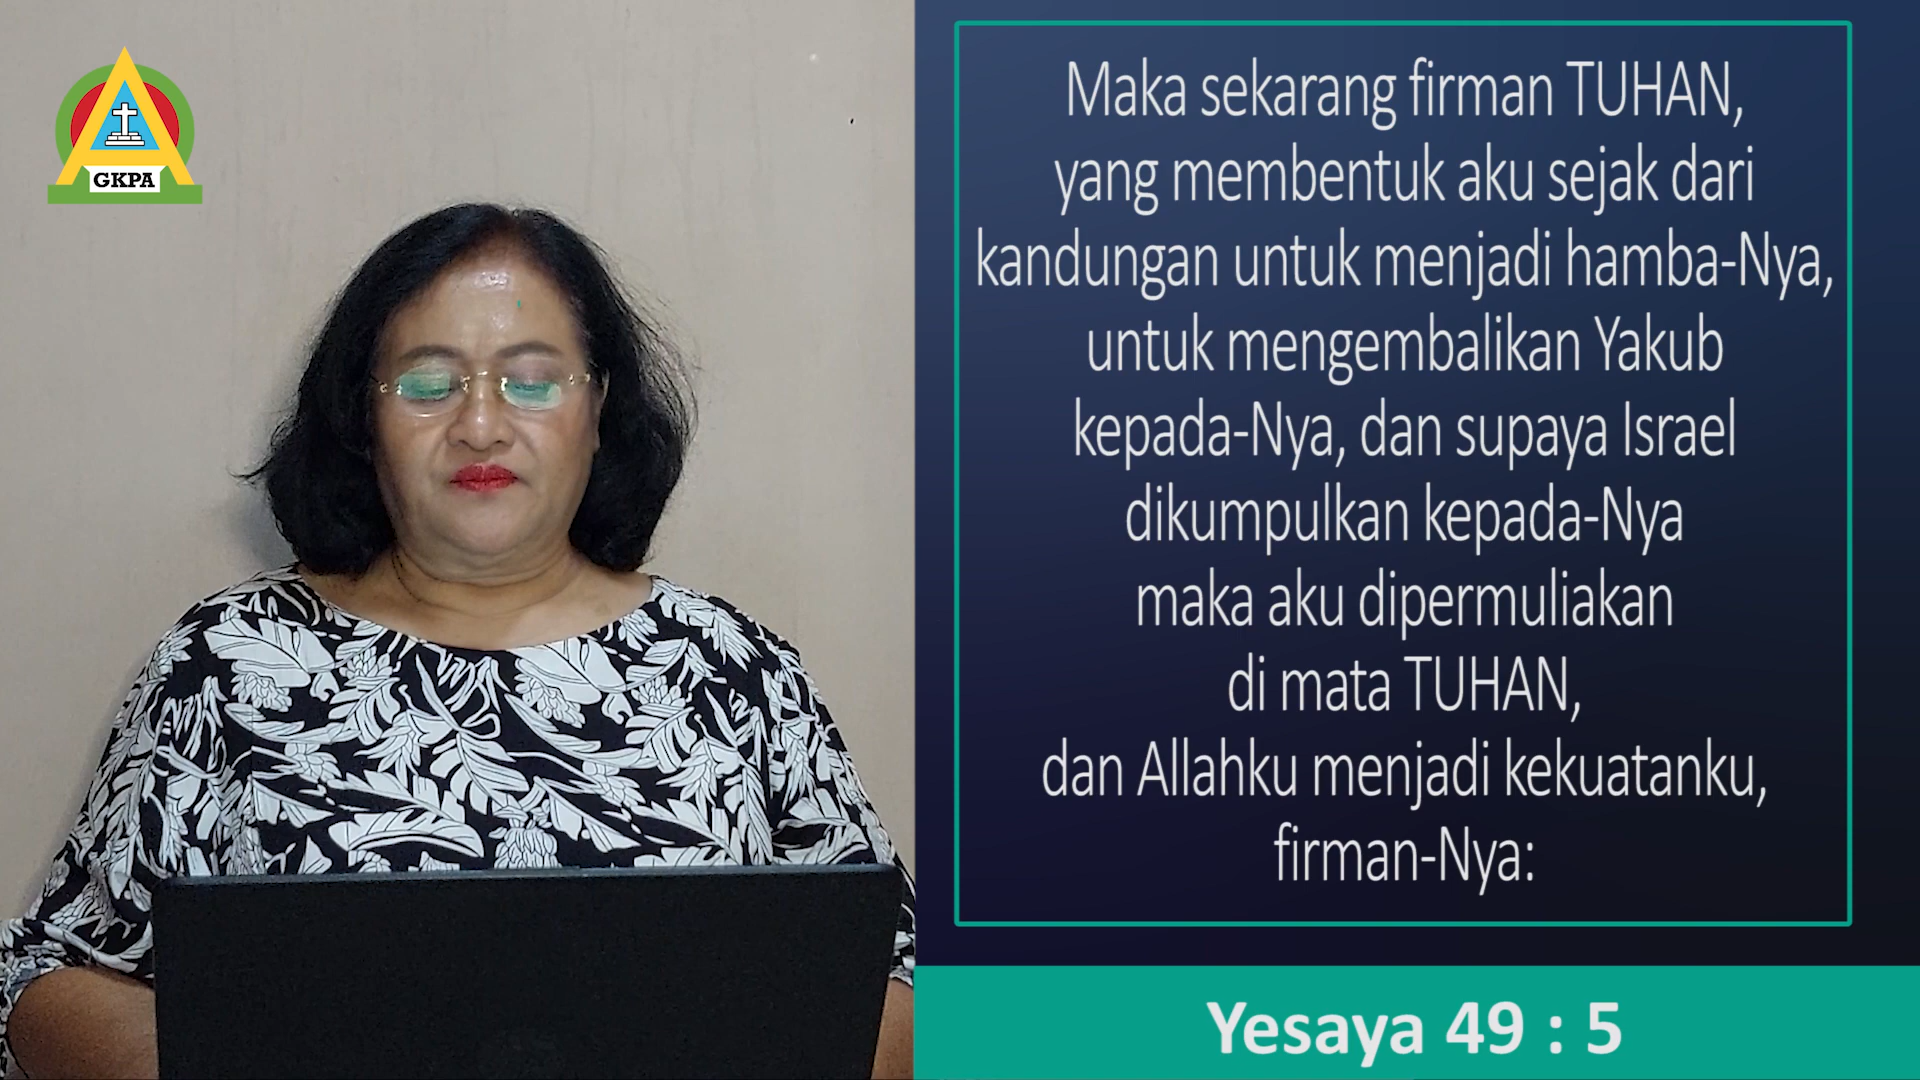 GKPA
Maka sekarang firman TUHAN,
yang membentuk aku sejak dari
kandungan untuk menjadi hamba-Nya,
untuk mengembalikan Yakub
kepada-Nya, dan supaya Israel
dikumpulkan kepada-Nya
maka aku dipermuliakan
di mata TUHAN,
dan Allahku menjadi kekuatanku,
firman-Nya:
Yesaya 49 : 5